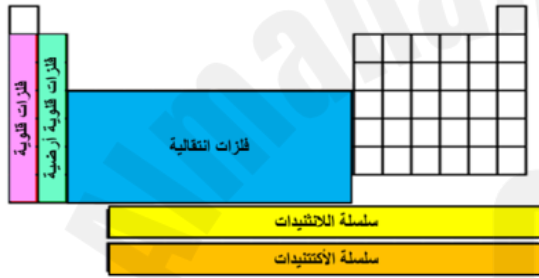 فلزات قلوية
فلزات قلوية أرضية
فلزات انتقالية
سلسلة اللانثنيدات
سلسلة الأكتنيدات